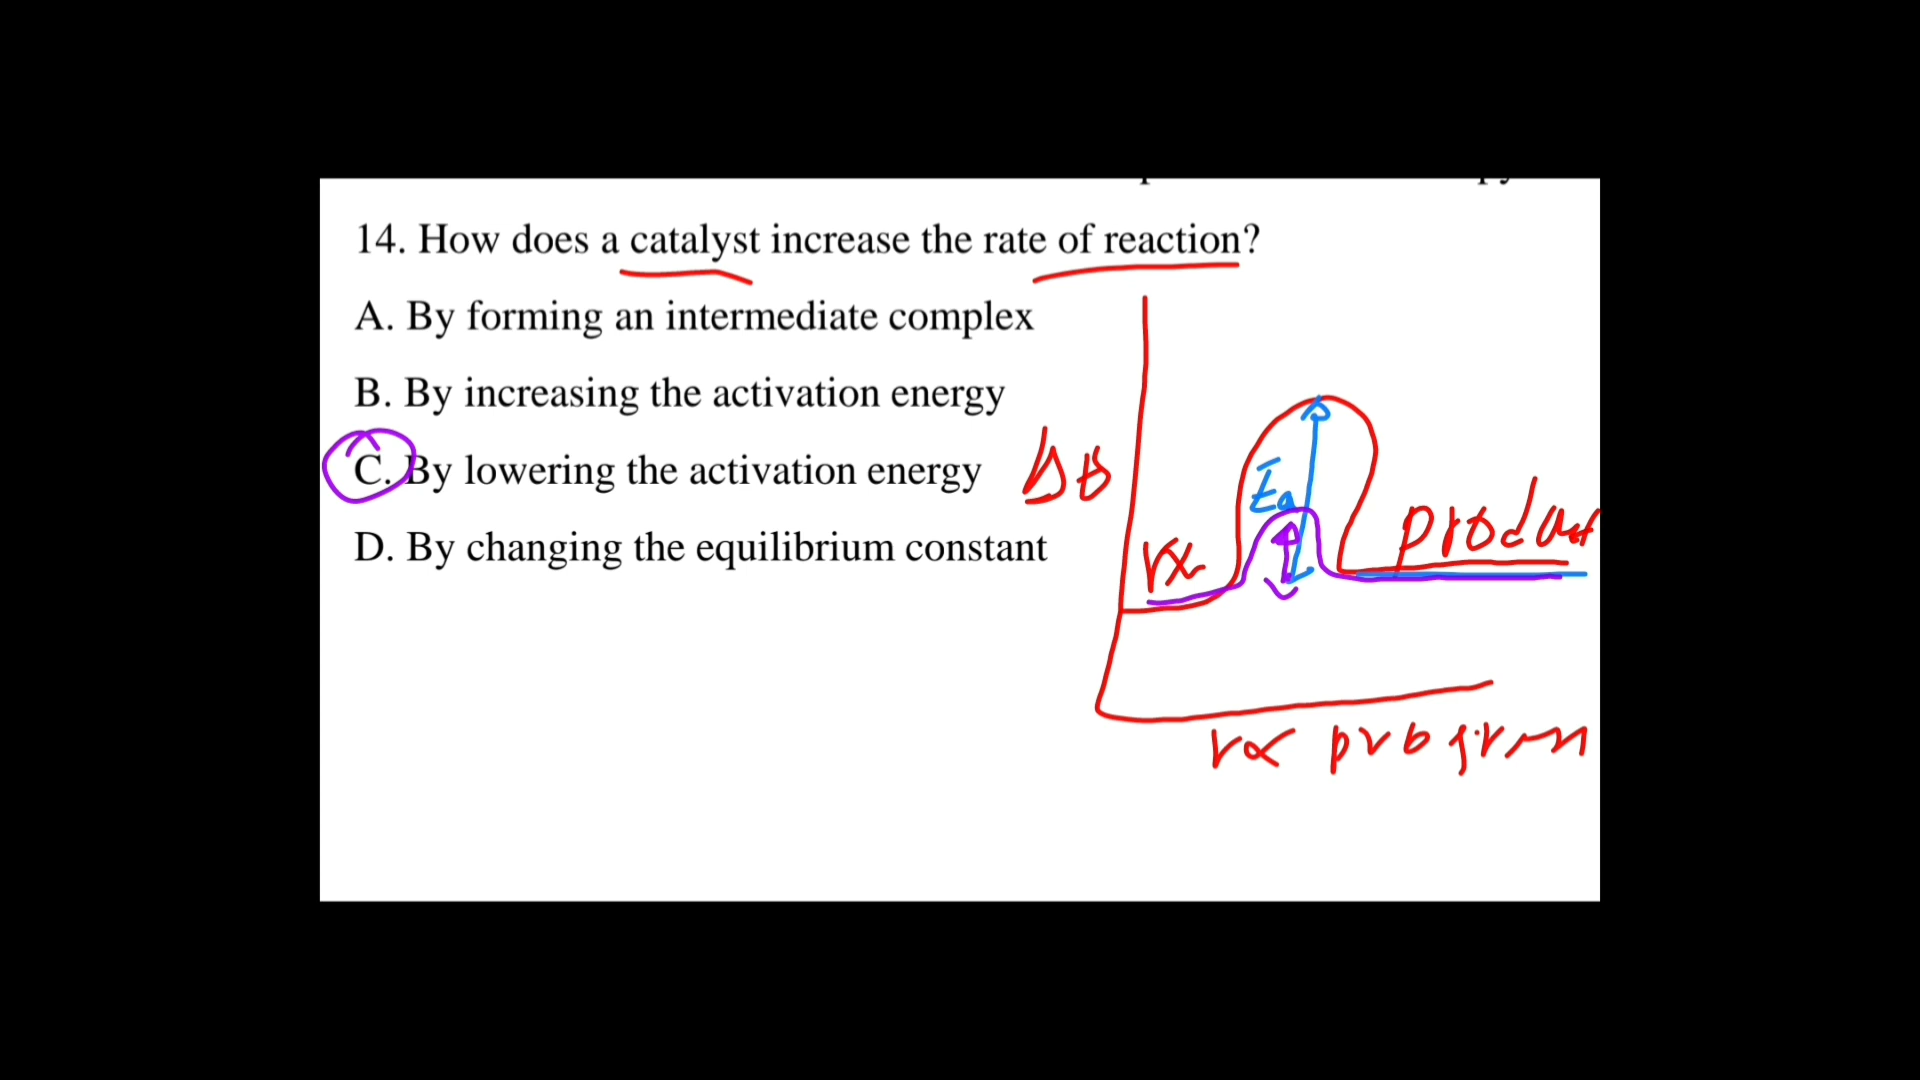 14. How does a catalyst increase the rate of reaction?
A. By forming an intermediate complex
B. By increasing the activation energy
C. By lowering the activation energy
D. By changing the equilibrium constant
Ea
rx
product
rx